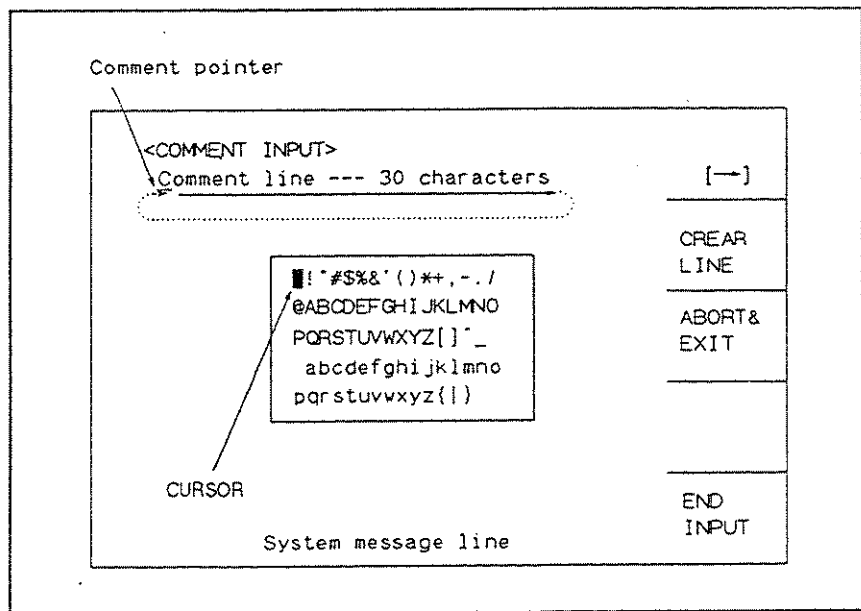 Comment pointer
<COMMENT INPUT>
Comment line --- 30 characters
[→]
CREAR
LINE
!"#$%&'()*+,-./
@ABCDEFGHIJKLMNO
PQRSTUVWXYZ[]^_
abcdefghijklmno
pqrstuvwxyz{|}
ABORT&
EXIT
CURSOR
END
INPUT
System message line